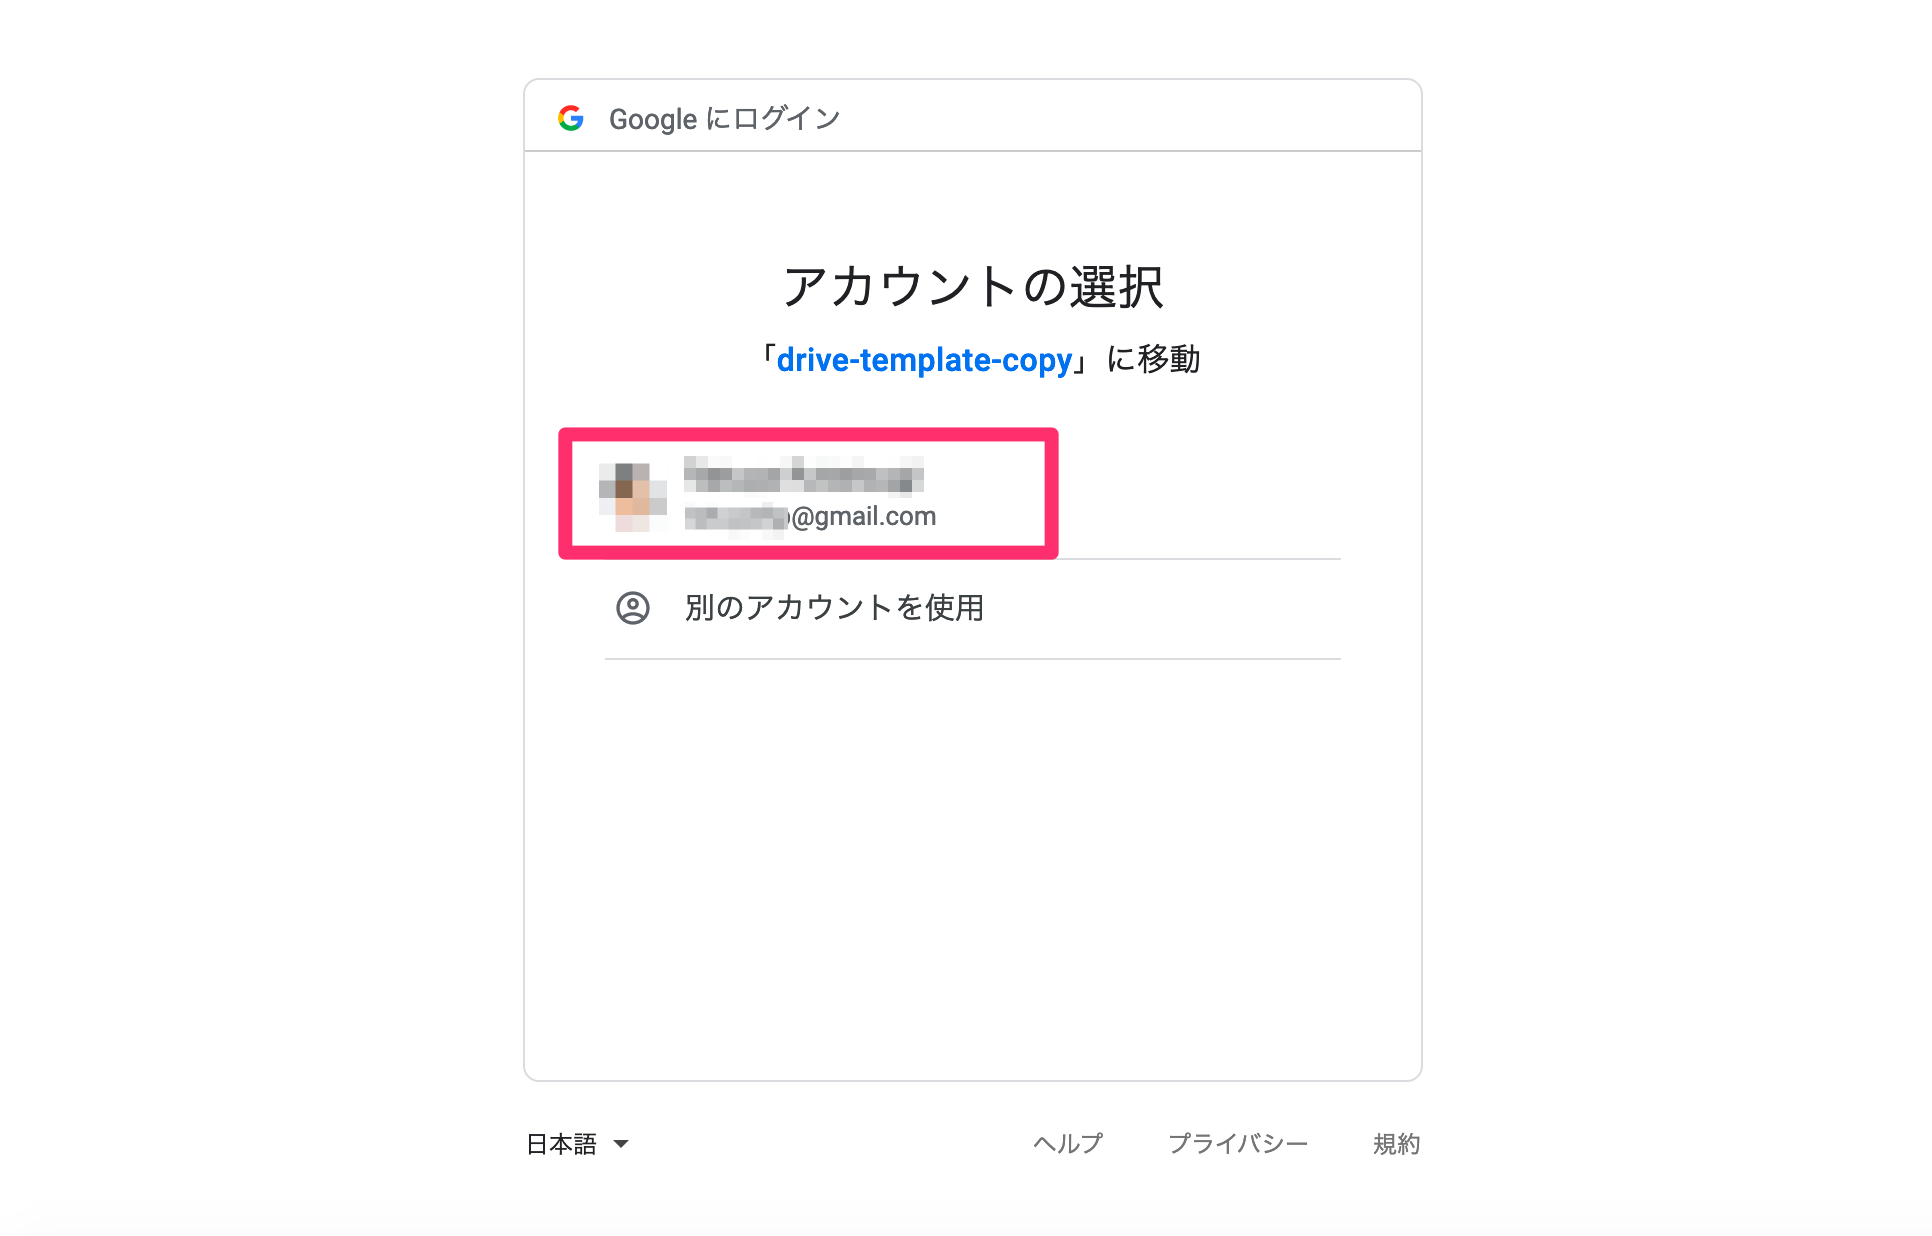 Google にログイン
アカウントの選択
「drive-template-copy」に移動
@gmail.com
別のアカウントを使用
日本語
ヘルプ プライバシー 規約